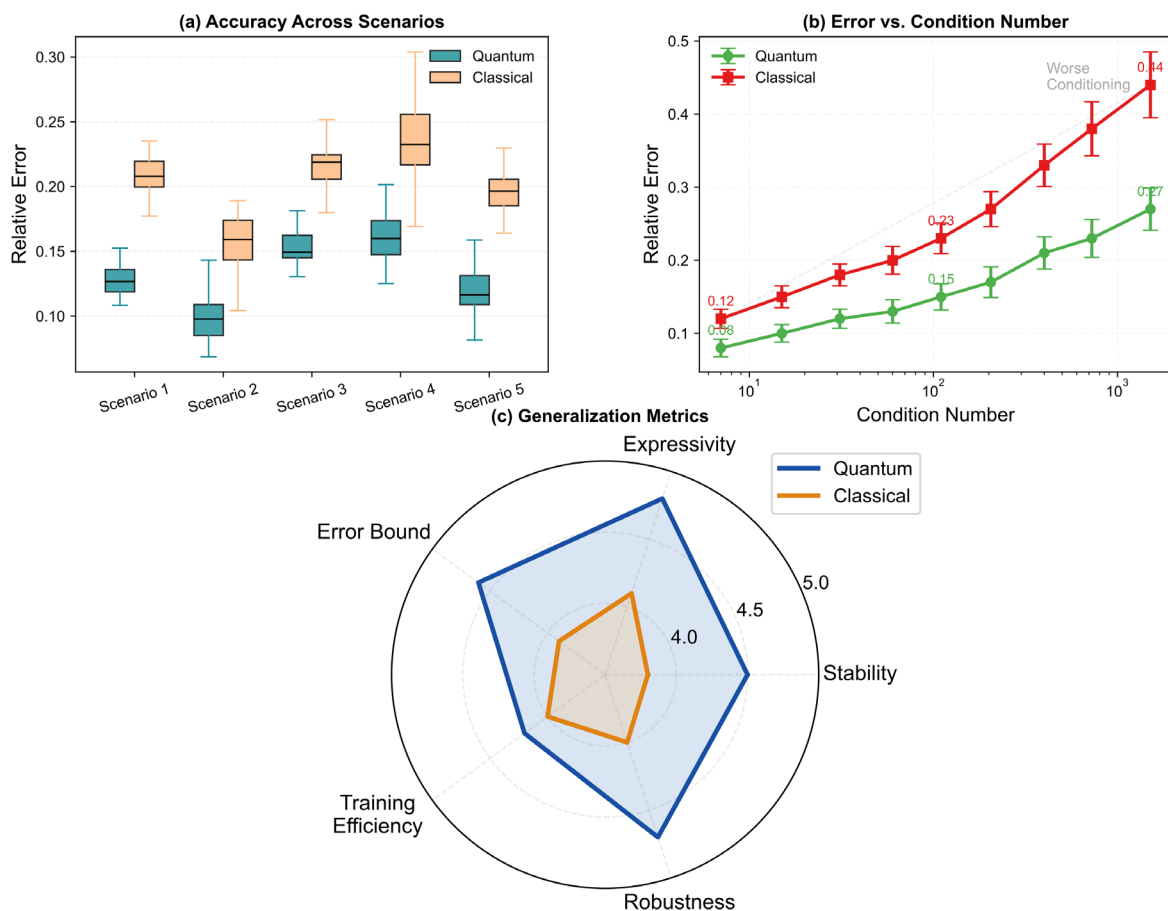 (a) Accuracy Across Scenarios
Relative Error
0.30
0.25
0.20
0.15
0.10
Quantum
Classical
Scenario 1
Scenario 2
Scenario 3
Scenario 4
Scenario 5
(b) Error vs. Condition Number
Relative Error
0.5
0.4
0.3
0.2
0.1
Quantum
Classical
Worse
Conditioning
0.44
0.27
0.23
0.15
0.12
0.08
10¹
10²
10³
Condition Number
(c) Generalization Metrics
Expressivity
Quantum
Classical
Error Bound
5.0
4.5
4.0
Stability
Training
Efficiency
Robustness